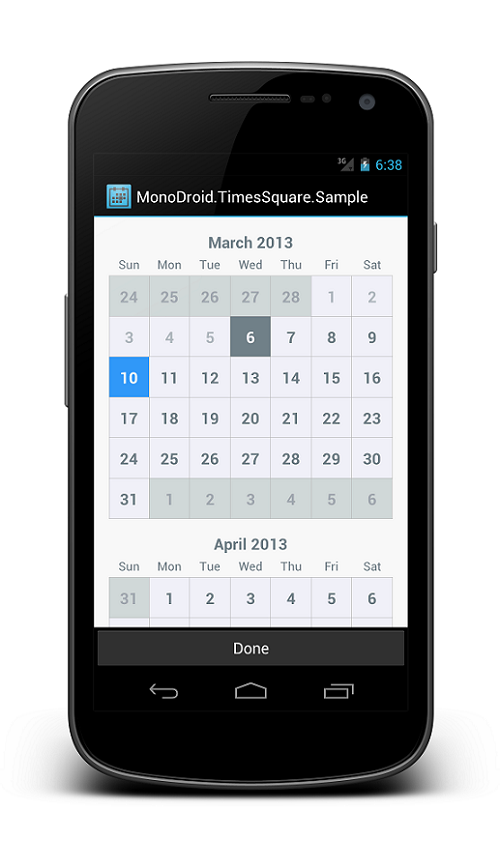 3G 6:38
MonoDroid.TimesSquare.Sample
March 2013
Sun Mon Tue Wed Thu Fri Sat
24 25 26 27 28 1 2
3 4 5 6 7 8 9
10 11 12 13 14 15 16
17 18 19 20 21 22 23
24 25 26 27 28 29 30
31 1 2 3 4 5 6
April 2013
Sun Mon Tue Wed Thu Fri Sat
31 1 2 3 4 5 6
Done